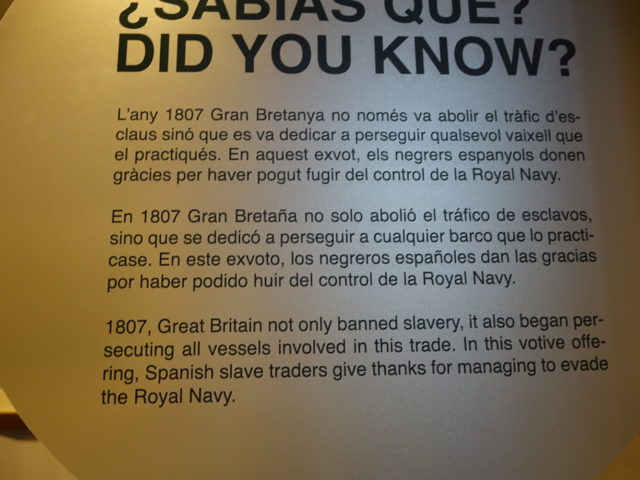 ¿SABÍAS QUE?
DID YOU KNOW?
L'any 1807 Gran Bretanya no només va abolir el tràfic d'es-
claus sinó que es va dedicar a perseguir qualsevol vaixell que
el practiqués. En aquest exvot, els negrers espanyols donen
gràcies per haver pogut fugir del control de la Royal Navy.
En 1807 Gran Bretaña no solo abolió el tráfico de esclavos,
sino que se dedicó a perseguir a cualquier barco que lo practi-
case. En este exvoto, los negreros españoles dan las gracias
por haber podido huir del control de la Royal Navy.
1807, Great Britain not only banned slavery, it also began per-
secuting all vessels involved in this trade. In this votive offe-
ring, Spanish slave traders give thanks for managing to evade
the Royal Navy.